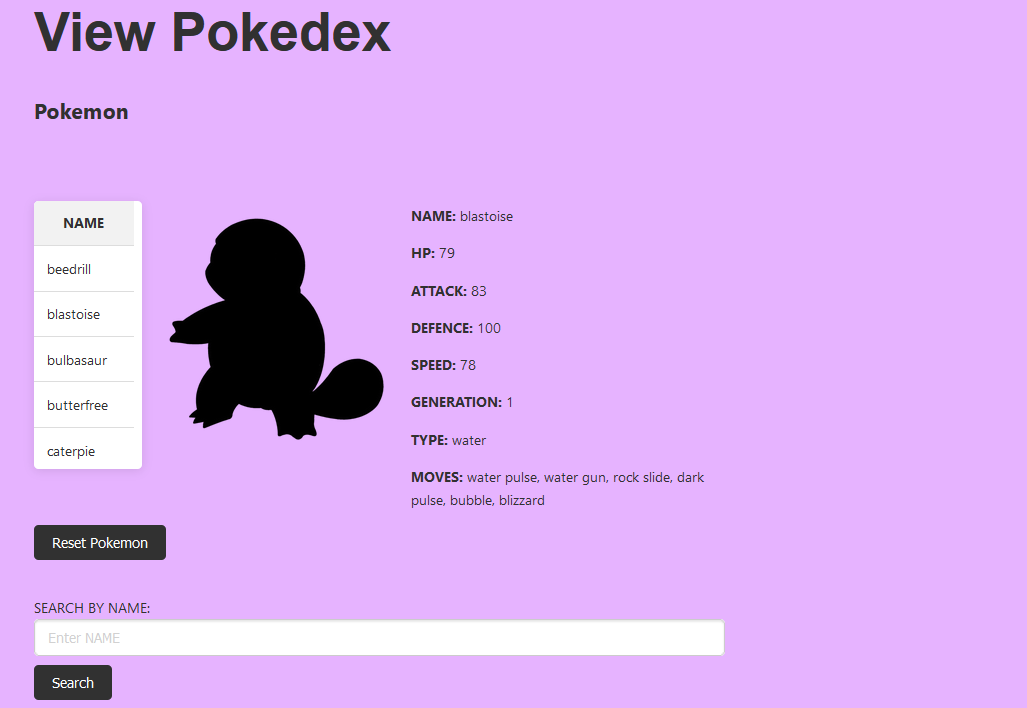 View Pokedex
Pokemon
NAME
beedrill
blastoise
bulbasaur
butterfree
caterpie
NAME: blastoise
HP: 79
ATTACK: 83
DEFENCE: 100
SPEED: 78
GENERATION: 1
TYPE: water
MOVES: water pulse, water gun, rock slide, dark
pulse, bubble, blizzard
Reset Pokemon
SEARCH BY NAME:
Enter NAME
Search